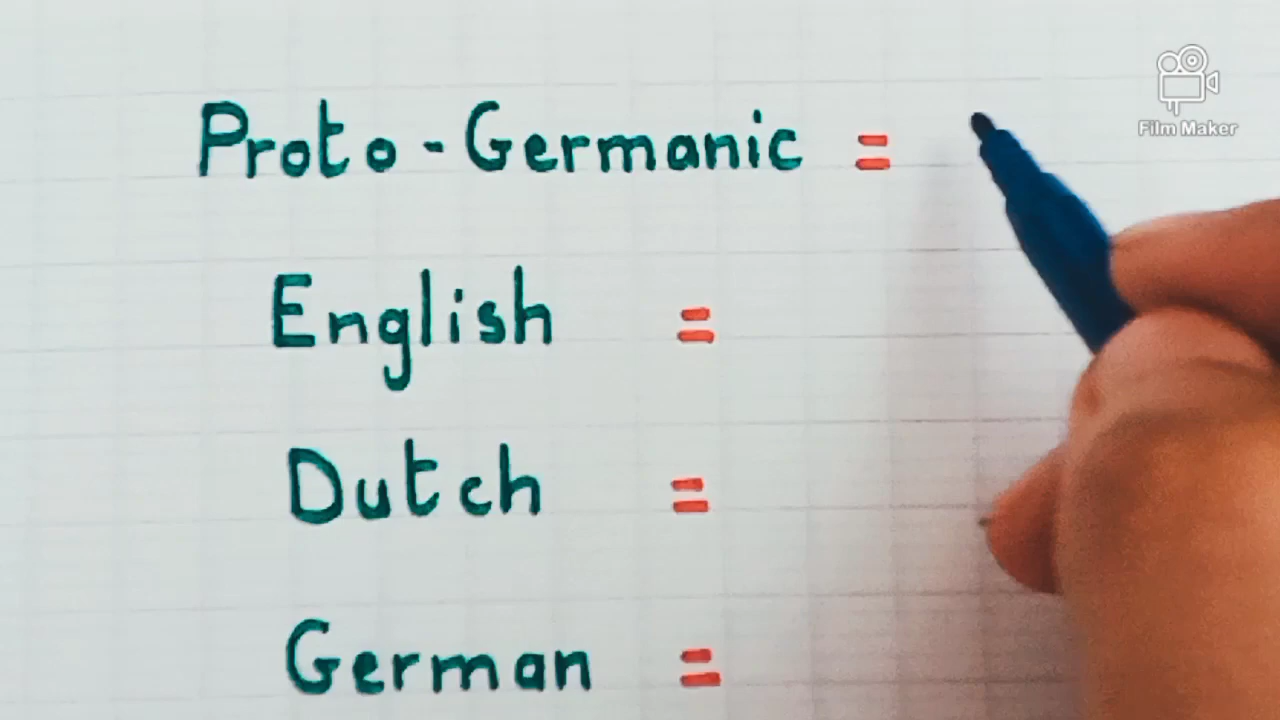 Film Maker
Proto-Germanic =
English =
Dutch =
German =